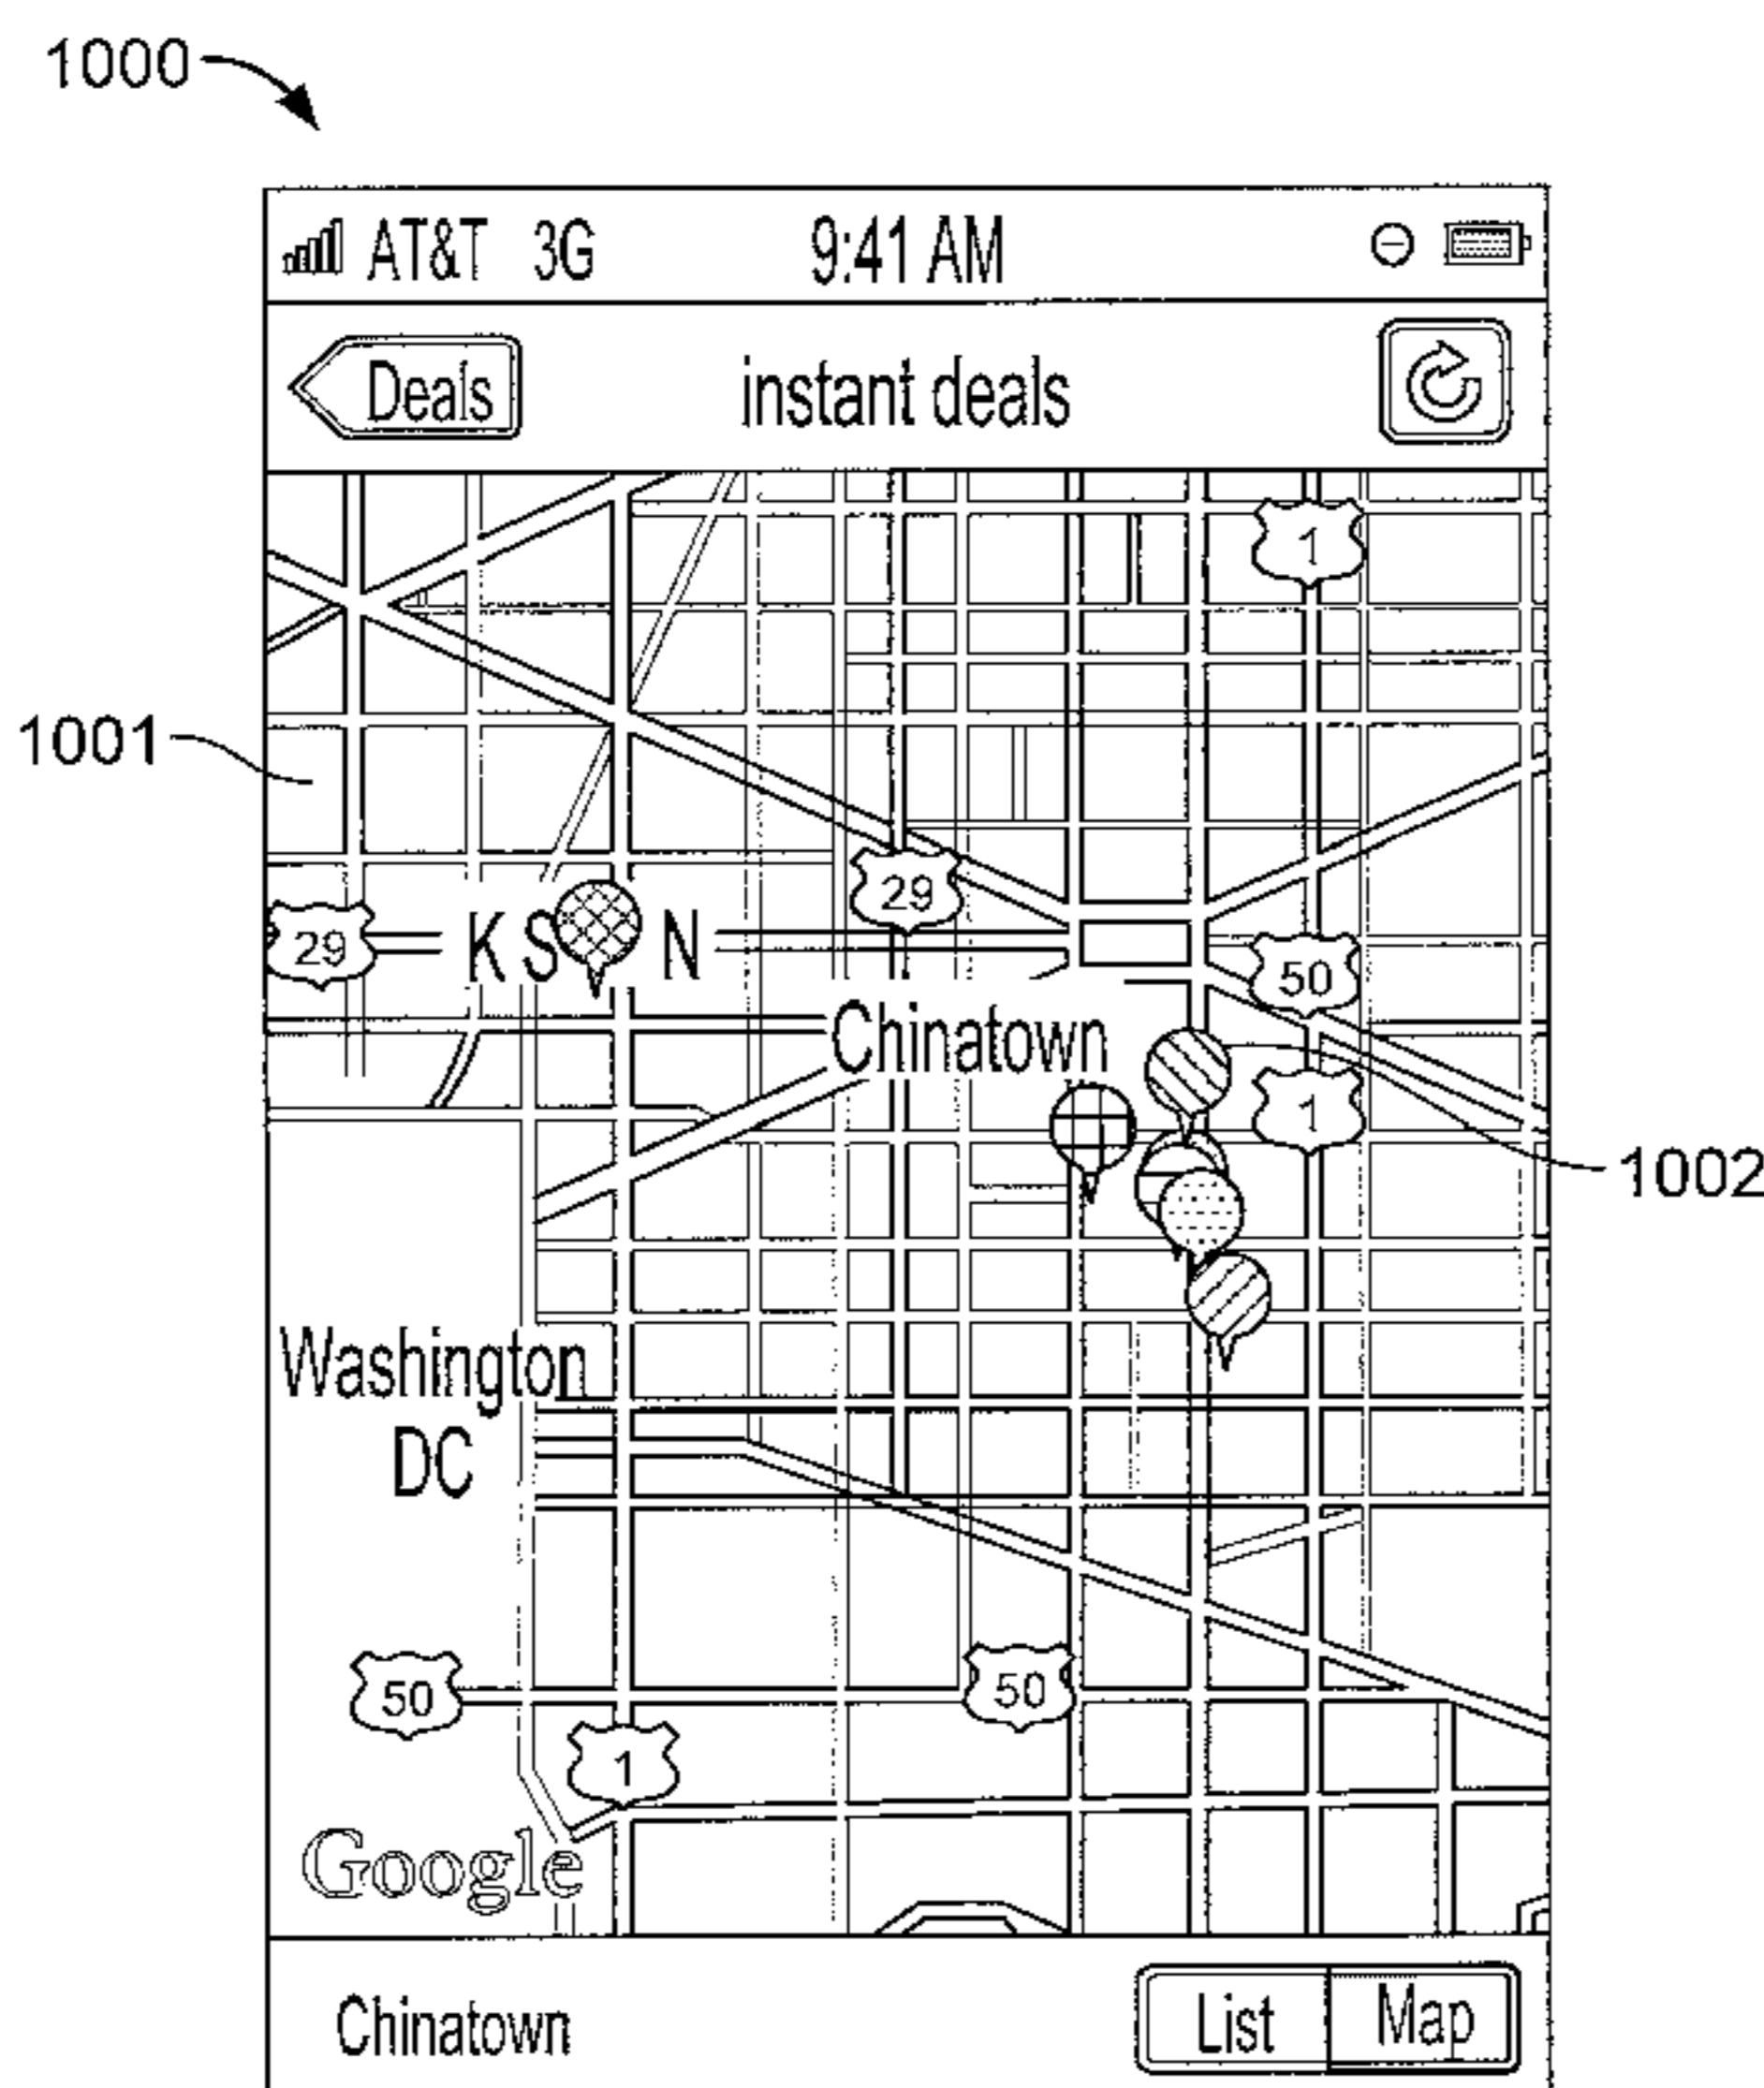 1000
AT&T 3G 9:41 AM
Deals instant deals
1
1001
29
29 K S N
50
Chinatown
1
1002
Washington
DC
50 50
1
Google
Chinatown List Map